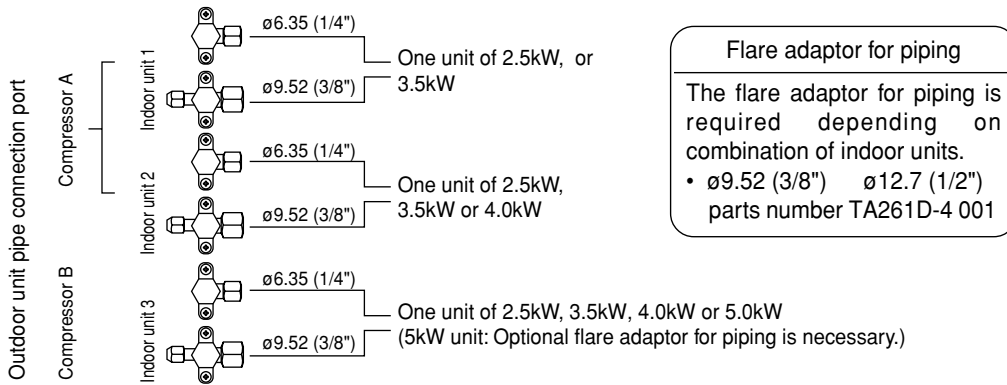 Outdoor unit pipe connection port
Compressor A
Indoor unit 1
ø6.35 (1/4")
ø9.52 (3/8")
One unit of 2.5kW, or
3.5kW
Indoor unit 2
ø6.35 (1/4")
ø9.52 (3/8")
One unit of 2.5kW,
3.5kW or 4.0kW
Compressor B
Indoor unit 3
ø6.35 (1/4")
ø9.52 (3/8")
One unit of 2.5kW, 3.5kW, 4.0kW or 5.0kW
(5kW unit: Optional flare adaptor for piping is necessary.)
Flare adaptor for piping
The flare adaptor for piping is
required depending on
combination of indoor units.
• ø9.52 (3/8") ø12.7 (1/2")
parts number TA261D-4 001